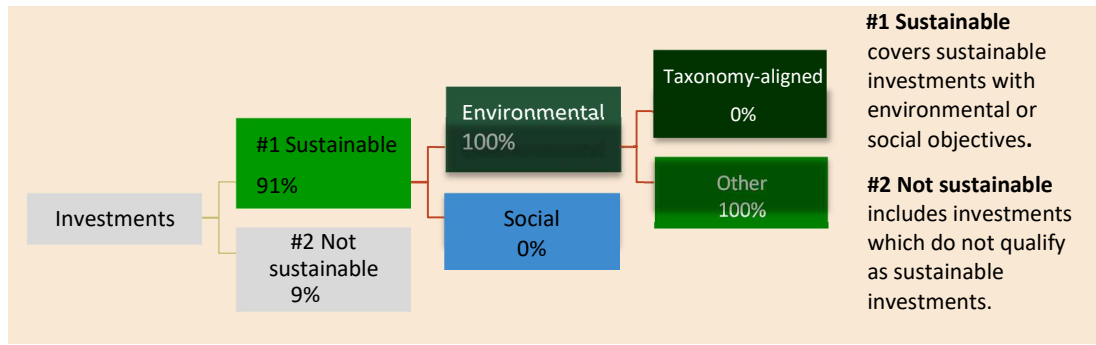 Investments
#1 Sustainable
91%
#2 Not
sustainable
9%
Environmental
100%
Social
0%
Taxonomy-aligned
0%
Other
100%
#1 Sustainable
covers sustainable
investments with
environmental or
social objectives.
#2 Not sustainable
includes investments
which do not qualify
as sustainable
investments.